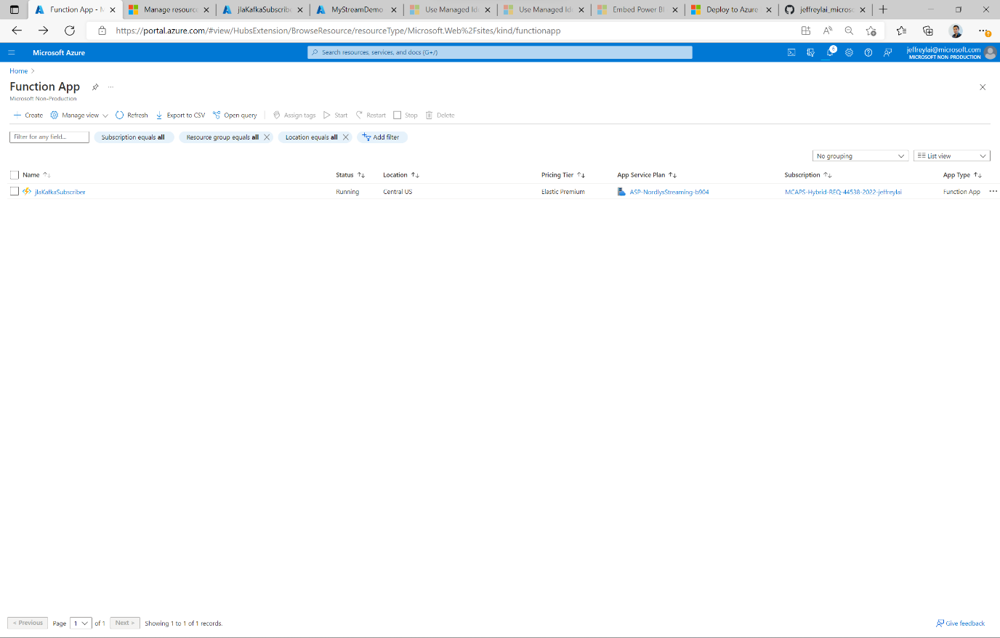 Function App - M
Manage resourc
jlaKafkaSubscribe
MyStreamDemo
Use Managed Ide
Use Managed Ide
Embed Power BI
Deploy to Azure
jeffreylai_microso
https://portal.azure.com/#view/HubsExtension/BrowseResource/resourceType/Microsoft.Web%2Fsites/kind/functionapp
Microsoft Azure
Search resources, services, and docs (G+/)
6
jeffreylai@microsoft.com
MICROSOFT NON-PRODUCTION
Home
Function App
Microsoft Non-Production
Create
Manage view
Refresh
Export to CSV
Open query
Assign tags
Start
Restart
Stop
Delete
Filter for any field...
Subscription equals all
Resource group equals all
Location equals all
Add filter
No grouping
List view
Name
Status
Location
Pricing Tier
App Service Plan
Subscription
App Type
jlaKafkaSubscriber
Running
Central US
Elastic Premium
ASP-NordlysStreaming-b904
MCAPS-Hybrid-REQ-44538-2022-jeffreylai
Function App
< Previous
Page
1
of 1
Next >
Showing 1 to 1 of 1 records.
Give feedback